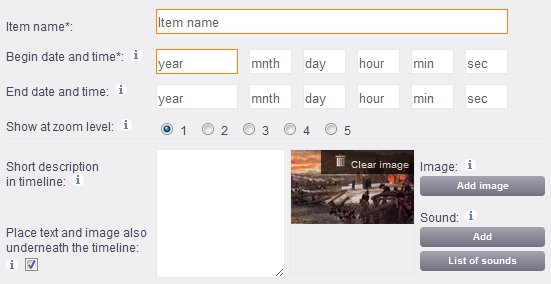 Item name*: Item name
Begin date and time*: i year mnth day hour min sec
End date and time: i year mnth day hour min sec
Show at zoom level: i 1 2 3 4 5
Short description
in timeline: i
Clear image
Image: i
Add image
Sound: i
Add
List of sounds
Place text and image also
underneath the timeline:
i